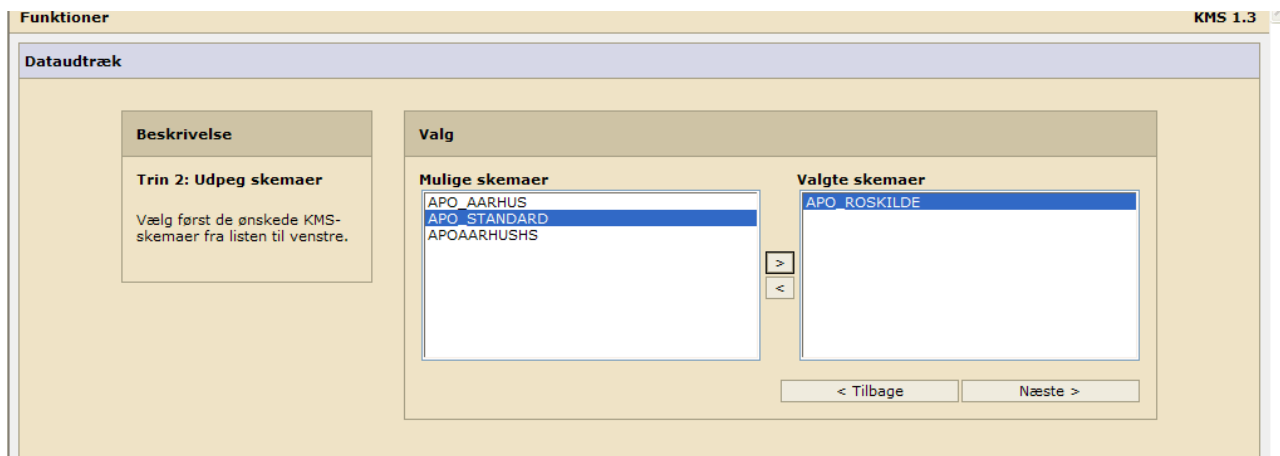 Funktioner
KMS 1.3
Dataudtræk
Beskrivelse
Trin 2: Udpeg skemaer
Vælg først de ønskede KMS-
skemaer fra listen til venstre.
Valg
Mulige skemaer
APO_AARHUS
APO_STANDARD
APOAARHUSHS
>
<
Valgte skemaer
APO_ROSKILDE
< Tilbage
Næste >